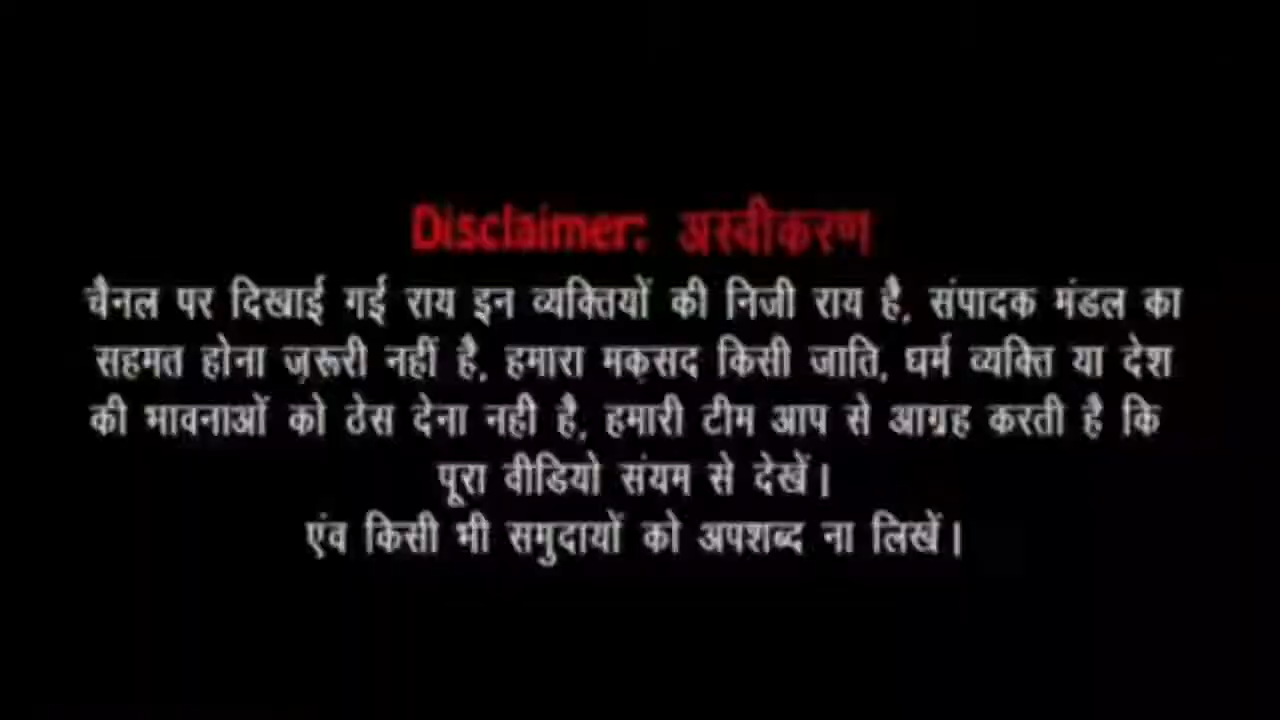 Disclaimer: अस्वीकरण
चैनल पर दिखाई गई राय इन व्यक्तियों की निजी राय है, संपादक मंडल का
सहमत होना ज़रूरी नहीं है, हमारा मक़सद किसी जाति, धर्म व्यक्ति या देश
की भावनाओं को ठेस देना नही है, हमारी टीम आप से आग्रह करती है कि
पूरा वीडियो संयम से देखें।
एंव किसी भी समुदायों को अपशब्द ना लिखें।